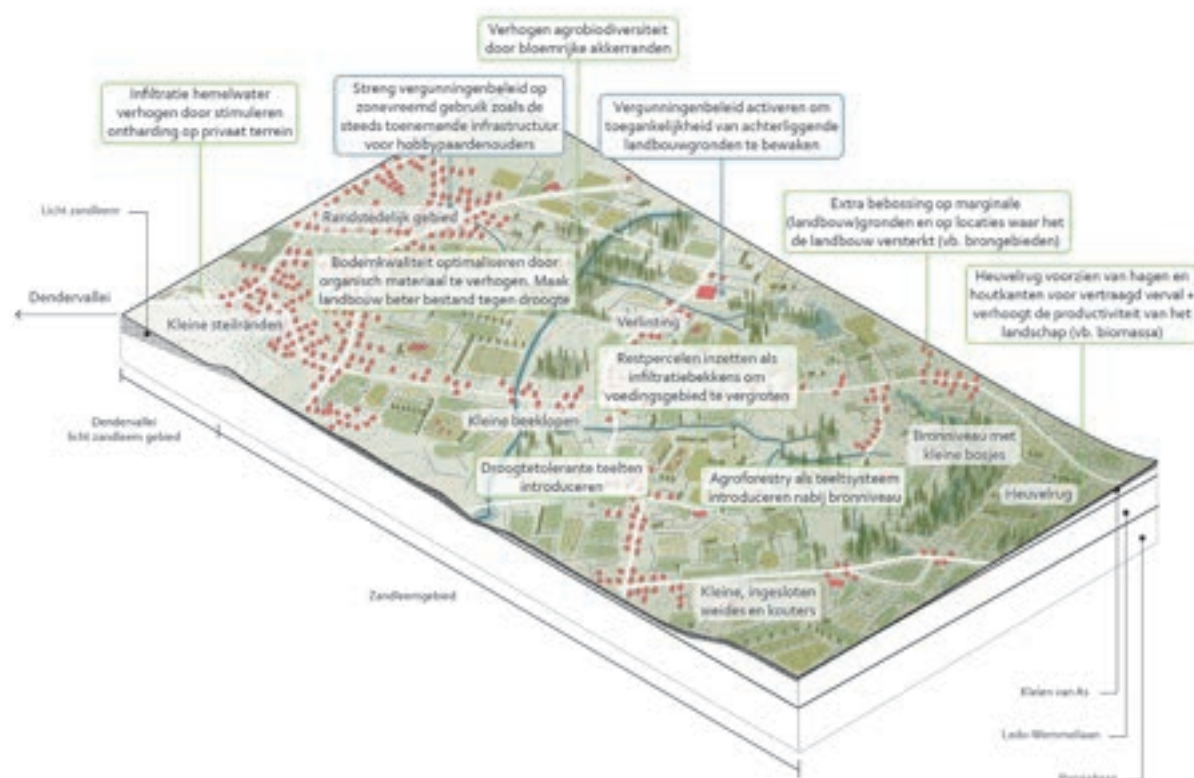 Verhogen agrobiodiversiteit
door bloemrijke akkerranden
Infiltratie hemelwater
verhogen door stimuleren
ontharding op privaat terrein
Streng vergunningenbeleid op
zonevreemd gebruik zoals de
steeds toenemende infrastructuur
voor hobbypaardenouders
Vergunningenbeleid activeren om
toegankelijkheid van achterliggende
landbouwgronden te bewaken
Extra bebossing op marginale
(landbouw)gronden en op locaties waar het
de landbouw versterkt (vb. brongebieden)
Heuvelrug voorzien van hagen en
houtkanten voor vertraagd verval +
verhoogt de productiviteit van het
landschap (vb. biomassa)
Licht zandleem
Randstedelijk gebied
Bodemkwaliteit optimaliseren door
organisch materiaal te verhogen. Maak
landbouw beter bestand tegen droogte
Dendervallei
Kleine steilranden
Verlinting
Restpercelen inzetten als
infiltratiebekkens om
voedingsgebied te vergroten
Dendervallei
licht zandleem gebied
Kleine beeklopen
Bronniveau met
kleine bosjes
Droogtetolerante teelten
introduceren
Agroforestry als teeltsysteem
introduceren nabij bronniveau
Heuvelrug
Zandleemgebied
Kleine, ingesloten
weides en kouters
Kleien van As